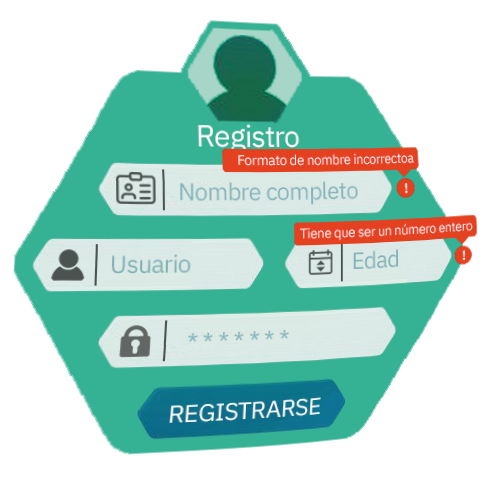 Registro
Formato de nombre incorrectoa
Nombre completo
!
Tiene que ser un número entero
Usuario
Edad
!
*******
REGISTRARSE